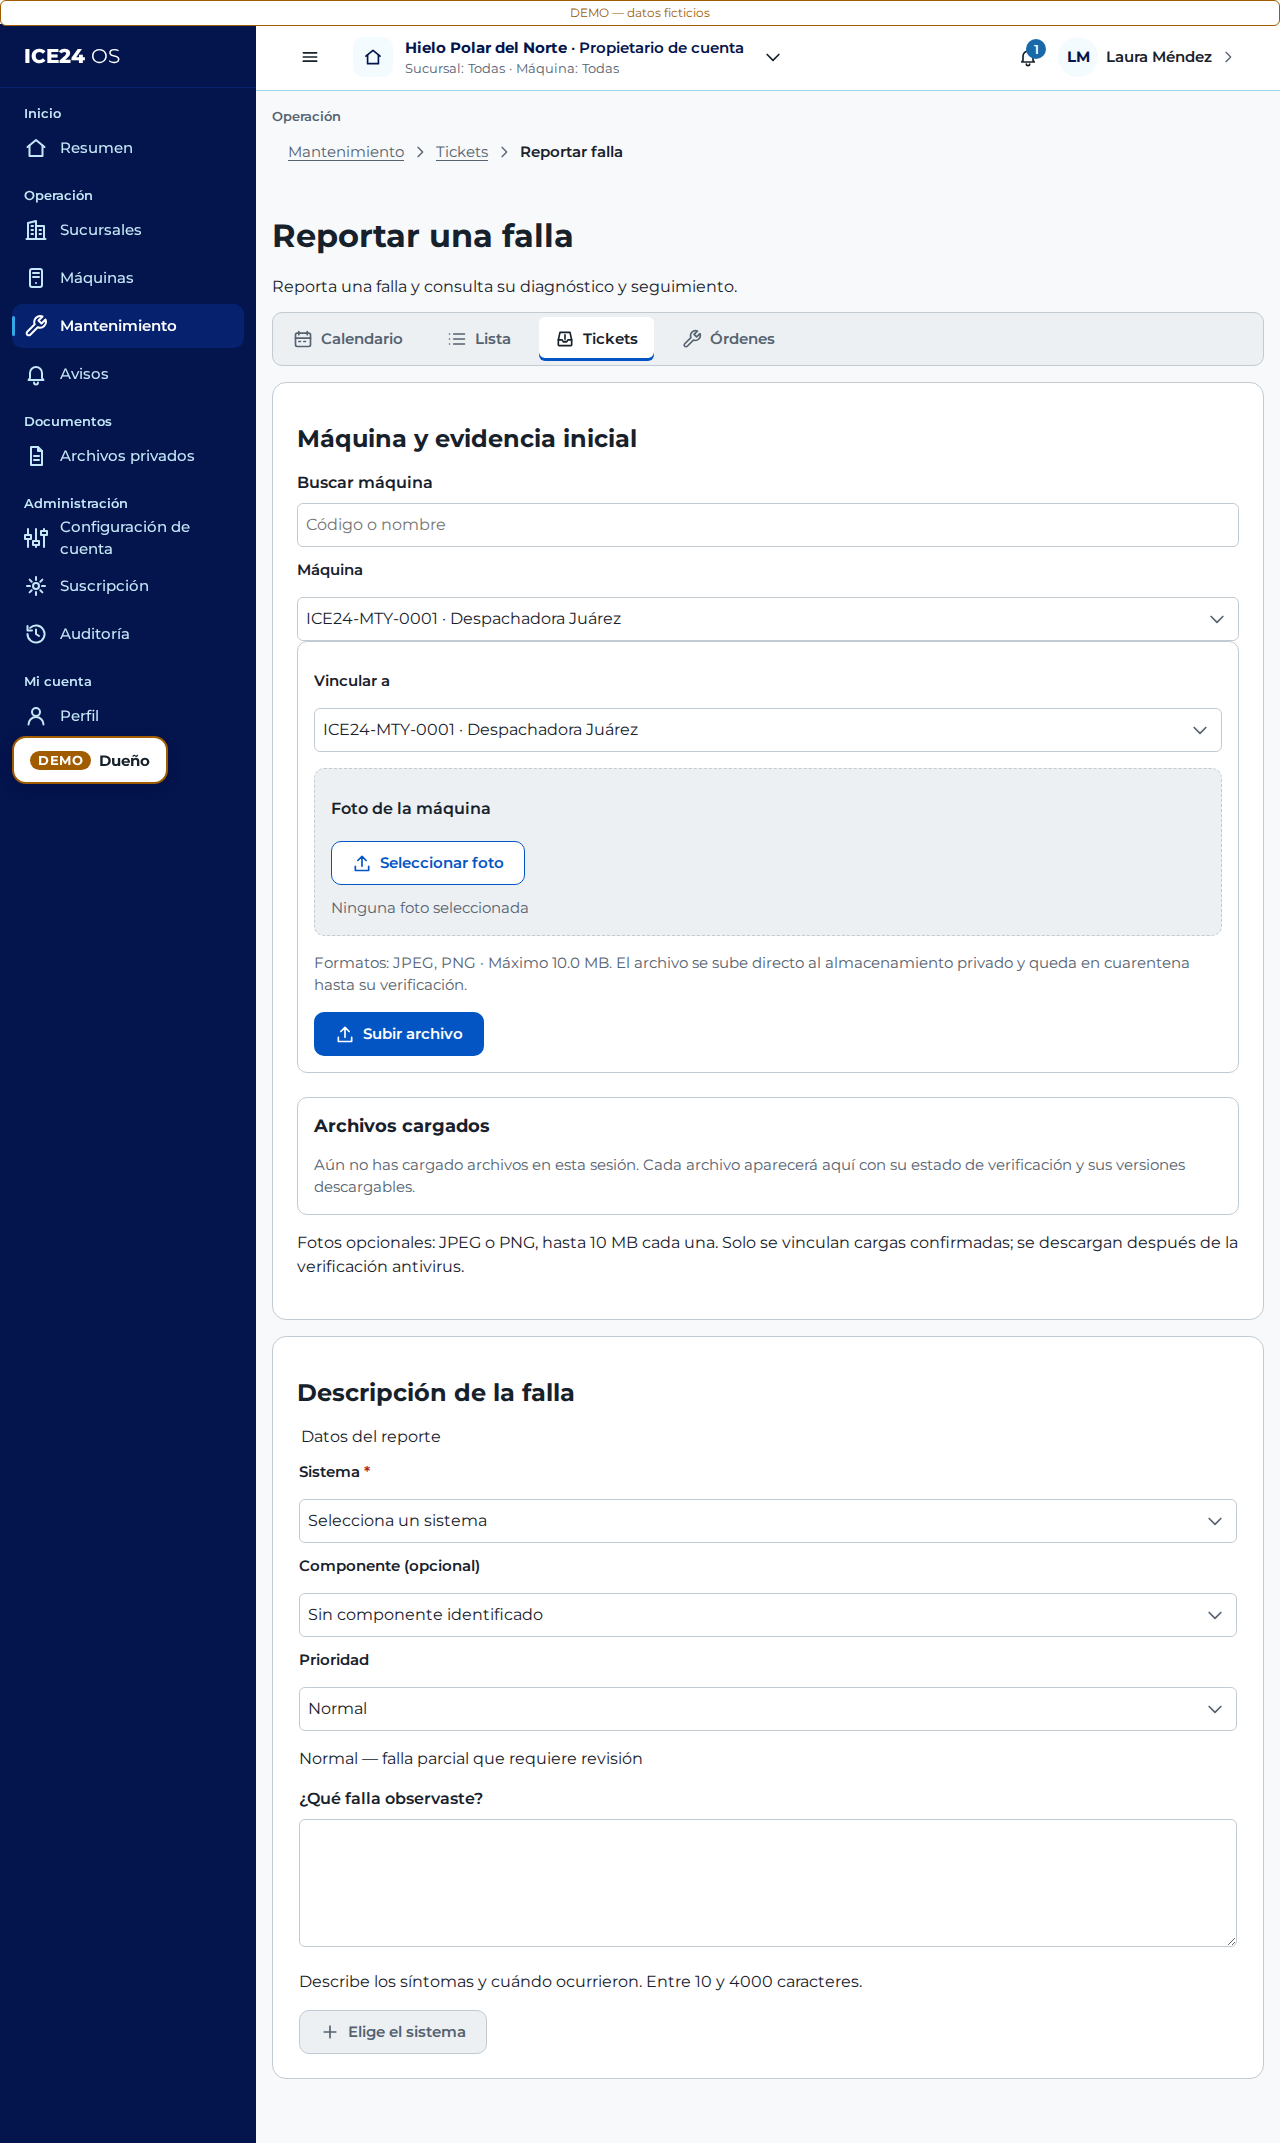 DEMO — datos ficticios
ICE24 OS
Inicio
Resumen
Operación
Sucursales
Máquinas
Mantenimiento
Avisos
Documentos
Archivos privados
Administración
Configuración de
cuenta
Suscripción
Auditoría
Mi cuenta
Perfil
DEMO Dueño
Hielo Polar del Norte · Propietario de cuenta
Sucursal: Todas · Máquina: Todas
1
LM
Laura Méndez
Operación
Mantenimiento
Tickets
Reportar falla
Reportar una falla
Reporta una falla y consulta su diagnóstico y seguimiento.
Calendario
Lista
Tickets
Órdenes
Máquina y evidencia inicial
Buscar máquina
Código o nombre
Máquina
ICE24-MTY-0001 · Despachadora Juárez
Vincular a
ICE24-MTY-0001 · Despachadora Juárez
Foto de la máquina
Seleccionar foto
Ninguna foto seleccionada
Formatos: JPEG, PNG · Máximo 10.0 MB. El archivo se sube directo al almacenamiento privado y queda en cuarentena
hasta su verificación.
Subir archivo
Archivos cargados
Aún no has cargado archivos en esta sesión. Cada archivo aparecerá aquí con su estado de verificación y sus versiones
descargables.
Fotos opcionales: JPEG o PNG, hasta 10 MB cada una. Solo se vinculan cargas confirmadas; se descargan después de la
verificación antivirus.
Descripción de la falla
Datos del reporte
Sistema *
Selecciona un sistema
Componente (opcional)
Sin componente identificado
Prioridad
Normal
Normal — falla parcial que requiere revisión
¿Qué falla observaste?
Describe los síntomas y cuándo ocurrieron. Entre 10 y 4000 caracteres.
Elige el sistema